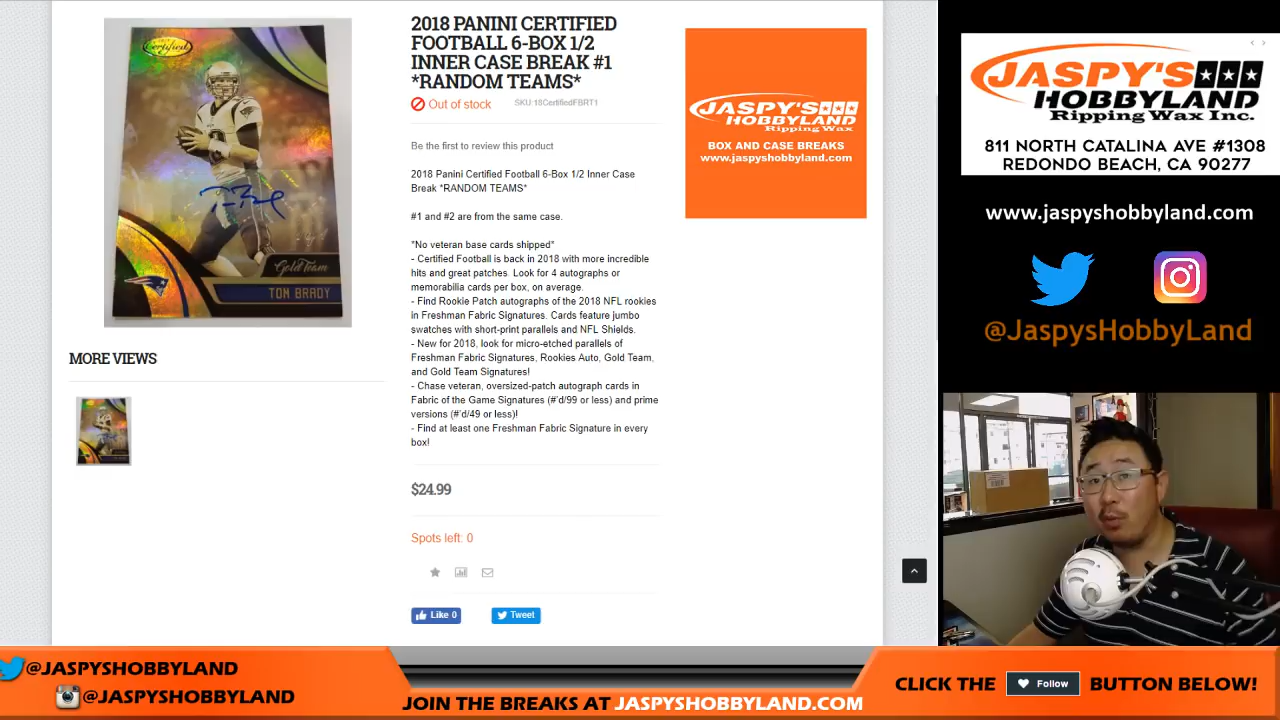 Certified
Gold Team
TOM BRADY
MORE VIEWS
2018 PANINI CERTIFIED
FOOTBALL 6-BOX 1/2
INNER CASE BREAK #1
*RANDOM TEAMS*
Out of stock
SKU:18CertifiedFBRT1
Be the first to review this product
2018 Panini Certified Football 6-Box 1/2 Inner Case
Break *RANDOM TEAMS*
#1 and #2 are from the same case.
*No veteran base cards shipped*
- Certified Football is back in 2018 with more incredible
hits and great patches. Look for 4 autographs or
memorabilia cards per box, on average.
- Find Rookie Patch autographs of the 2018 NFL rookies
in Freshman Fabric Signatures. Cards feature jumbo
swatches with short-print parallels and NFL Shields.
- New for 2018, look for micro-etched parallels of
Freshman Fabric Signatures, Rookies Auto, Gold Team,
and Gold Team Signatures!
- Chase veteran, oversized-patch autograph cards in
Fabric of the Game Signatures (#'d/99 or less) and prime
versions (#'d/49 or less)!
- Find at least one Freshman Fabric Signature in every
box!
$24.99
Spots left: 0
Like 0
Tweet
JASPY'S
HOBBYLAND
Ripping Wax
BOX AND CASE BREAKS
www.jaspyshobbyland.com
JASPY'S
HOBBYLAND
Ripping Wax Inc.
811 NORTH CATALINA AVE #1308
REDONDO BEACH, CA 90277
www.jaspyshobbyland.com
@JaspysHobbyLand
@JASPYSHOBBYLAND
@JASPYSHOBBYLAND
JOIN THE BREAKS AT JASPYSHOBBYLAND.COM
CLICK THE Follow BUTTON BELOW!